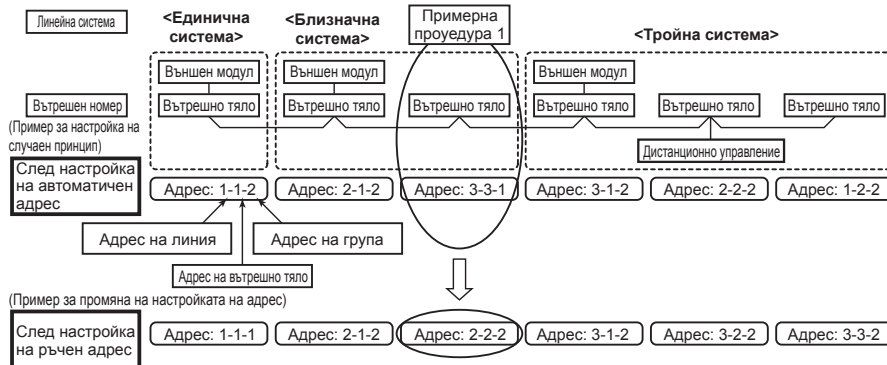 Линейна система
<Единична
система>
<Близначна
система>
Примерна
проуедура 1
<Тройна система>
Външен модул
Външен модул
Външен модул
Вътрешен номер
Вътрешно тяло
Вътрешно тяло
Вътрешно тяло
Вътрешно тяло
Вътрешно тяло
Вътрешно тяло
(Пример за настройка на
случаен принцип)
Дистанционно управление
След настройка
на автоматичен
адрес
Адрес: 1-1-2
Адрес: 2-1-2
Адрес: 3-3-1
Адрес: 3-1-2
Адрес: 2-2-2
Адрес: 1-2-2
Адрес на линия
Адрес на група
Адрес на вътрешно тяло
(Пример за промяна на настройката на адрес)
След настройка
на ръчен адрес
Адрес: 1-1-1
Адрес: 2-1-2
Адрес: 2-2-2
Адрес: 3-1-2
Адрес: 3-2-2
Адрес: 3-3-2